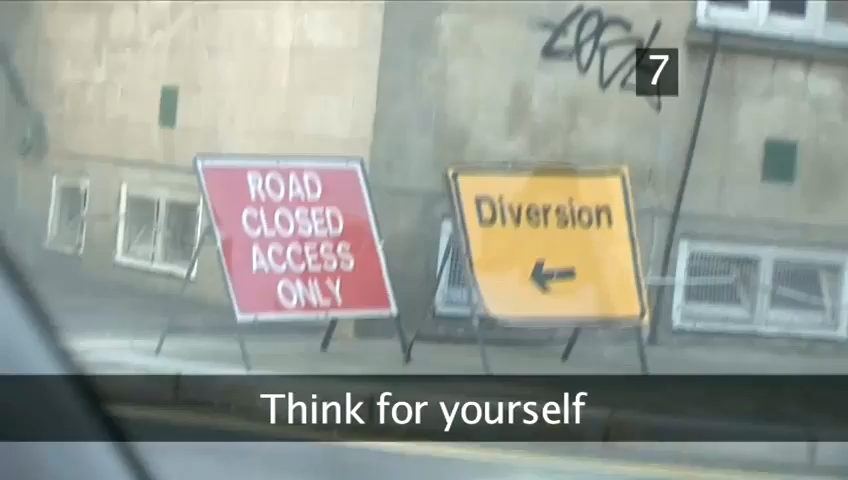 7
ROAD
CLOSED
ACCESS
ONLY
Diversion
Think for yourself